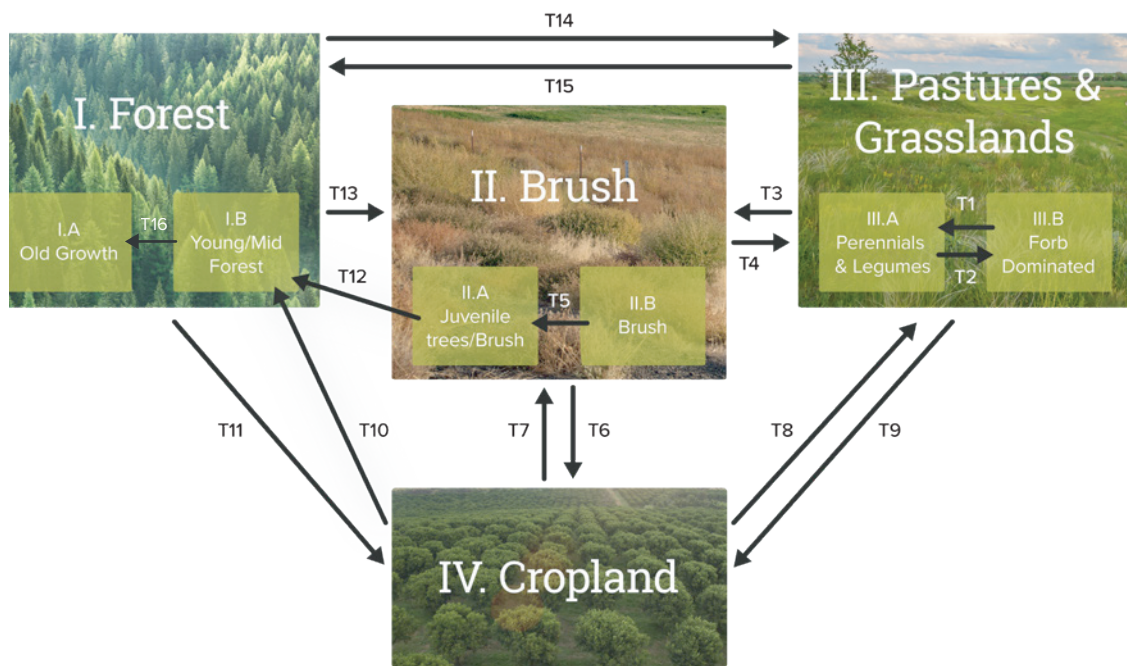 T14
T15
I. Forest
III. Pastures &
Grasslands
II. Brush
T13
T3
T4
T16
I.A
Old Growth
I.B
Young/Mid
Forest
T1
T2
III.A
Perennials
& Legumes
III.B
Forb
Dominated
T12
T5
II.A
Juvenile
trees/Brush
II.B
Brush
T11
T10
T7
T6
T8
T9
IV. Cropland